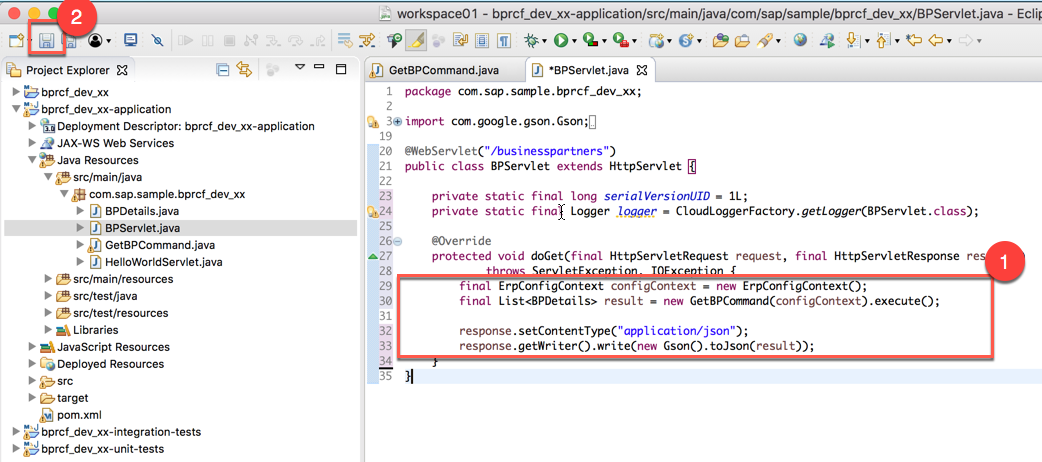 2
workspace01 - bprcf_dev_xx-application/src/main/java/com/sap/sample/bprcf_dev_xx/BPServlet.java - Eclip
Project Explorer
bprcf_dev_xx
bprcf_dev_xx-application
Deployment Descriptor: bprcf_dev_xx-application
JAX-WS Web Services
Java Resources
src/main/java
com.sap.sample.bprcf_dev_xx
BPDetails.java
BPServlet.java
GetBPCommand.java
HelloWorldServlet.java
src/main/resources
src/test/java
src/test/resources
Libraries
JavaScript Resources
Deployed Resources
src
target
pom.xml
bprcf_dev_xx-integration-tests
bprcf_dev_xx-unit-tests
GetBPCommand.java
*BPServlet.java
1 package com.sap.sample.bprcf_dev_xx;
2
3 import com.google.gson.Gson;
19
20 @WebServlet("/businesspartners")
21 public class BPServlet extends HttpServlet {
22
23 private static final long serialVersionUID = 1L;
24 private static final Logger logger = CloudLoggerFactory.getLogger(BPServlet.class);
25
26 @Override
27 protected void doGet(final HttpServletRequest request, final HttpServletResponse res
28 throws ServletException, IOException {
29 final ErpConfigContext configContext = new ErpConfigContext();
30 final List<BPDetails> result = new GetBPCommand(configContext).execute();
31
32 response.setContentType("application/json");
33 response.getWriter().write(new Gson().toJson(result));
34 }
35 }
1